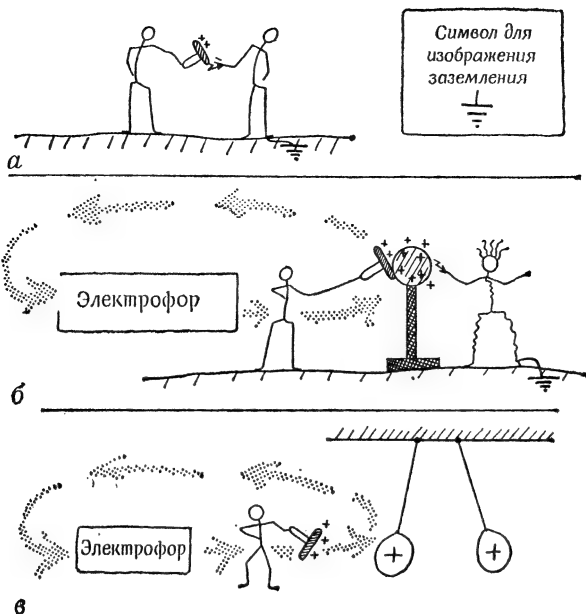 + + + +
Символ для
изображения
заземления
а
+ + + + + + + + + +
Электрофор
б
+ + + +
Электрофор
+ +
в